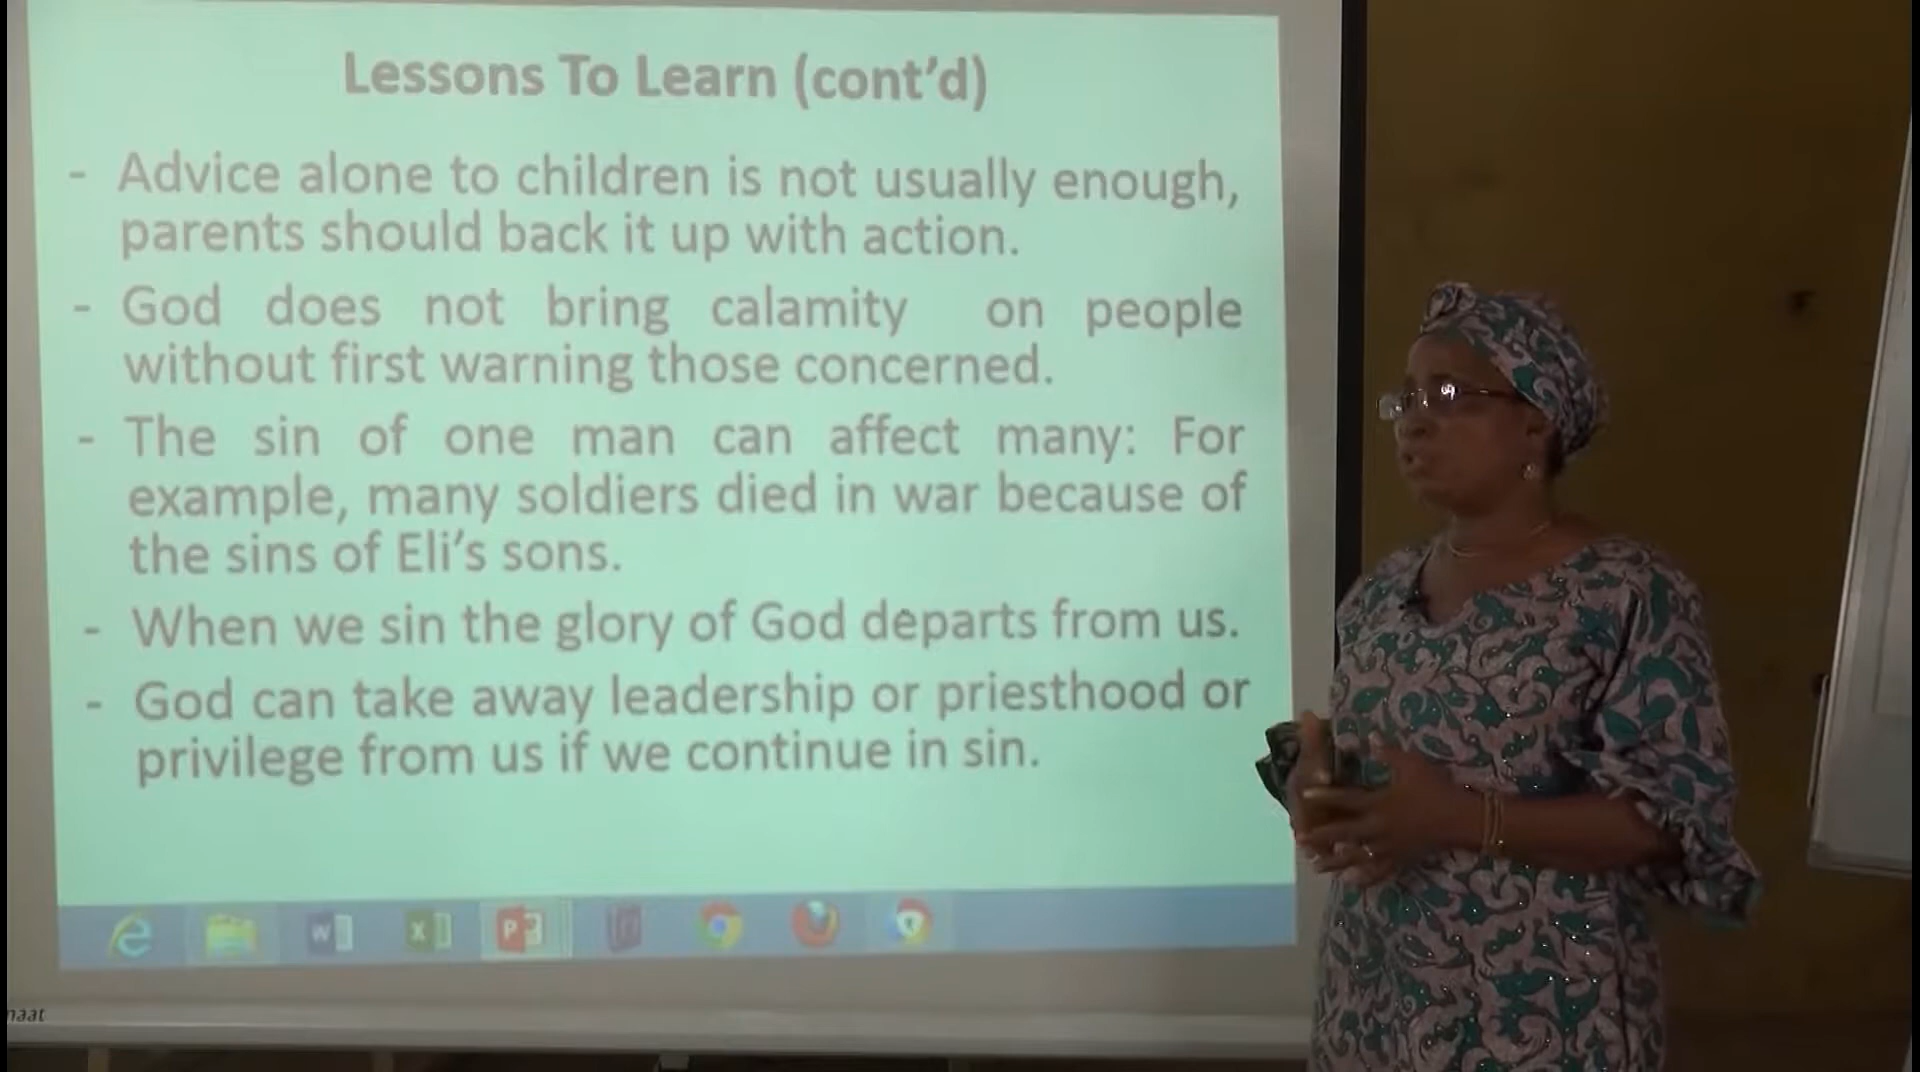 Lessons To Learn (cont'd)
- Advice alone to children is not usually enough,
parents should back it up with action.
- God does not bring calamity on people
without first warning those concerned.
- The sin of one man can affect many: For
example, many soldiers died in war because of
the sins of Eli's sons.
- When we sin the glory of God departs from us.
- God can take away leadership or priesthood or
privilege from us if we continue in sin.